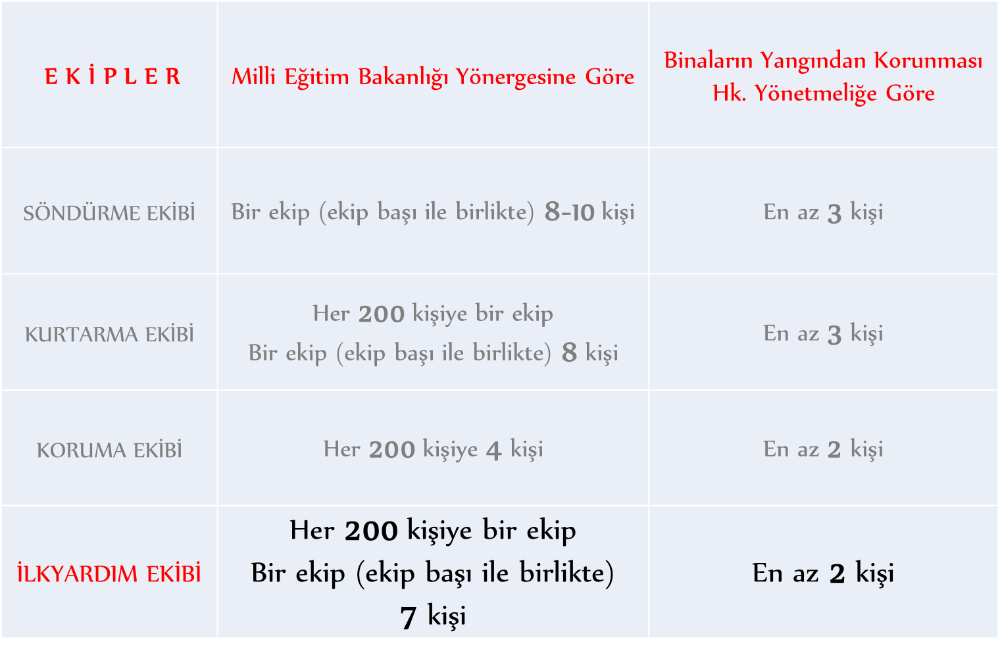 E K İ P L E R
Milli Eğitim Bakanlığı Yönergesine Göre
Binaların Yangından Korunması
Hk. Yönetmeliğe Göre
SÖNDÜRME EKİBİ
Bir ekip (ekip başı ile birlikte) 8-10 kişi
En az 3 kişi
KURTARMA EKİBİ
Her 200 kişiye bir ekip
Bir ekip (ekip başı ile birlikte) 8 kişi
En az 3 kişi
KORUMA EKİBİ
Her 200 kişiye 4 kişi
En az 2 kişi
İLKYARDIM EKİBİ
Her 200 kişiye bir ekip
Bir ekip (ekip başı ile birlikte)
7 kişi
En az 2 kişi